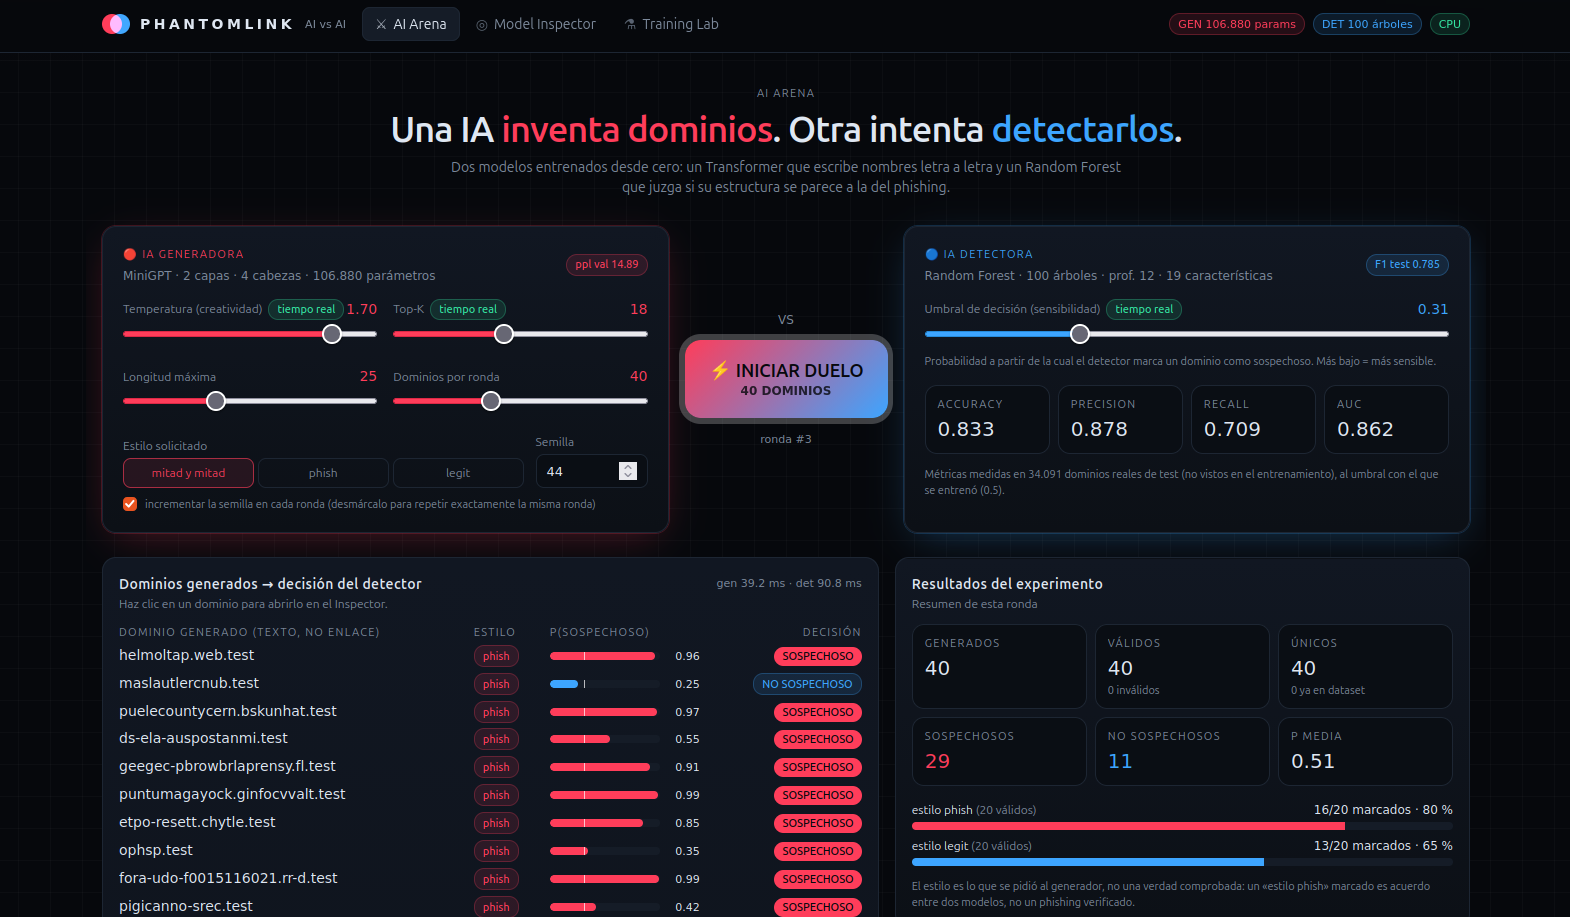 PHANTOMLINK AI vs AI AI Arena Model Inspector Training Lab GEN 106.880 params DET 100 árboles CPU
AI ARENA
Una IA inventa dominios. Otra intenta detectarlos.
Dos modelos entrenados desde cero: un Transformer que escribe nombres letra a letra y un Random Forest
que juzga si su estructura se parece a la del phishing.
IA GENERADORA
MiniGPT · 2 capas · 4 cabezas · 106.880 parámetros
ppl val 14.89
Temperatura (creatividad) tiempo real 1.70
Top-K tiempo real 18
Longitud máxima 25
Dominios por ronda 40
Estilo solicitado
mitad y mitad phish legit
Semilla
44
incrementar la semilla en cada ronda (desmárcalo para repetir exactamente la misma ronda)
VS
⚡ INICIAR DUELO
40 DOMINIOS
ronda #3
IA DETECTORA
Random Forest · 100 árboles · prof. 12 · 19 características
F1 test 0.785
Umbral de decisión (sensibilidad) tiempo real 0.31
Probabilidad a partir de la cual el detector marca un dominio como sospechoso. Más bajo = más sensible.
ACCURACY
0.833
PRECISION
0.878
RECALL
0.709
AUC
0.862
Métricas medidas en 34.091 dominios reales de test (no vistos en el entrenamiento), al umbral con el que
se entrenó (0.5).
Dominios generados → decisión del detector
gen 39.2 ms · det 90.8 ms
Haz clic en un dominio para abrirlo en el Inspector.
DOMINIO GENERADO (TEXTO, NO ENLACE) ESTILO P(SOSPECHOSO) DECISIÓN
helmoltap.web.test phish 0.96 SOSPECHOSO
maslautlercnub.test phish 0.25 NO SOSPECHOSO
puelecountycern.bskunhat.test phish 0.97 SOSPECHOSO
ds-ela-auspostanmi.test phish 0.55 SOSPECHOSO
geegec-pbrowbrlaprensy.fl.test phish 0.91 SOSPECHOSO
puntumagayock.ginfocvvalt.test phish 0.99 SOSPECHOSO
etpo-resett.chytle.test phish 0.85 SOSPECHOSO
ophsp.test phish 0.35 SOSPECHOSO
fora-udo-f0015116021.rr-d.test phish 0.99 SOSPECHOSO
pigicanno-srec.test phish 0.42 SOSPECHOSO
Resultados del experimento
Resumen de esta ronda
GENERADOS
40
VÁLIDOS
40
0 inválidos
ÚNICOS
40
0 ya en dataset
SOSPECHOSOS
29
NO SOSPECHOSOS
11
P MEDIA
0.51
estilo phish (20 válidos) 16/20 marcados · 80 %
estilo legit (20 válidos) 13/20 marcados · 65 %
El estilo es lo que se pidió al generador, no una verdad comprobada: un «estilo phish» marcado es acuerdo
entre dos modelos, no un phishing verificado.